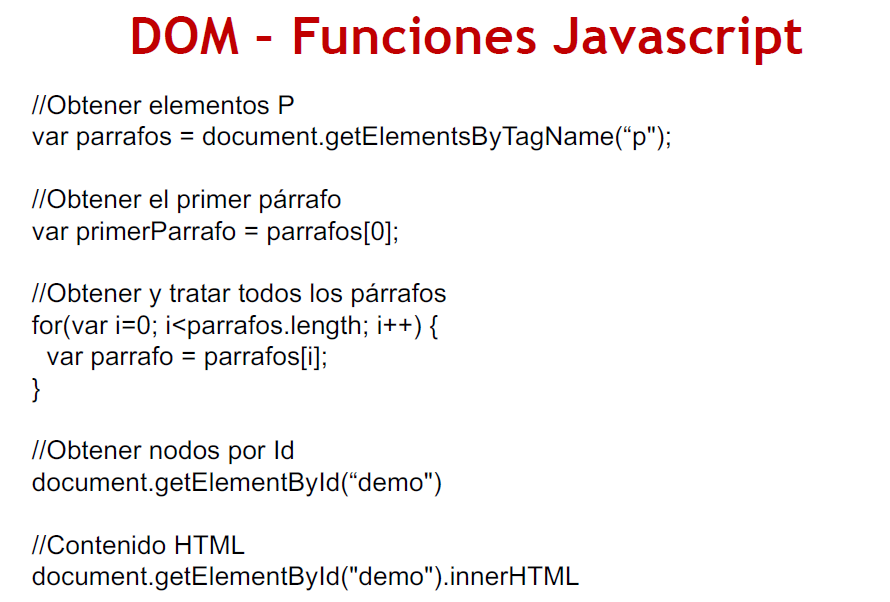 DOM – Funciones Javascript
//Obtener elementos P
var parrafos = document.getElementsByTagName(“p");
//Obtener el primer párrafo
var primerParrafo = parrafos[0];
//Obtener y tratar todos los párrafos
for(var i=0; i<parrafos.length; i++) {
var parrafo = parrafos[i];
}
//Obtener nodos por Id
document.getElementById(“demo")
//Contenido HTML
document.getElementById("demo").innerHTML